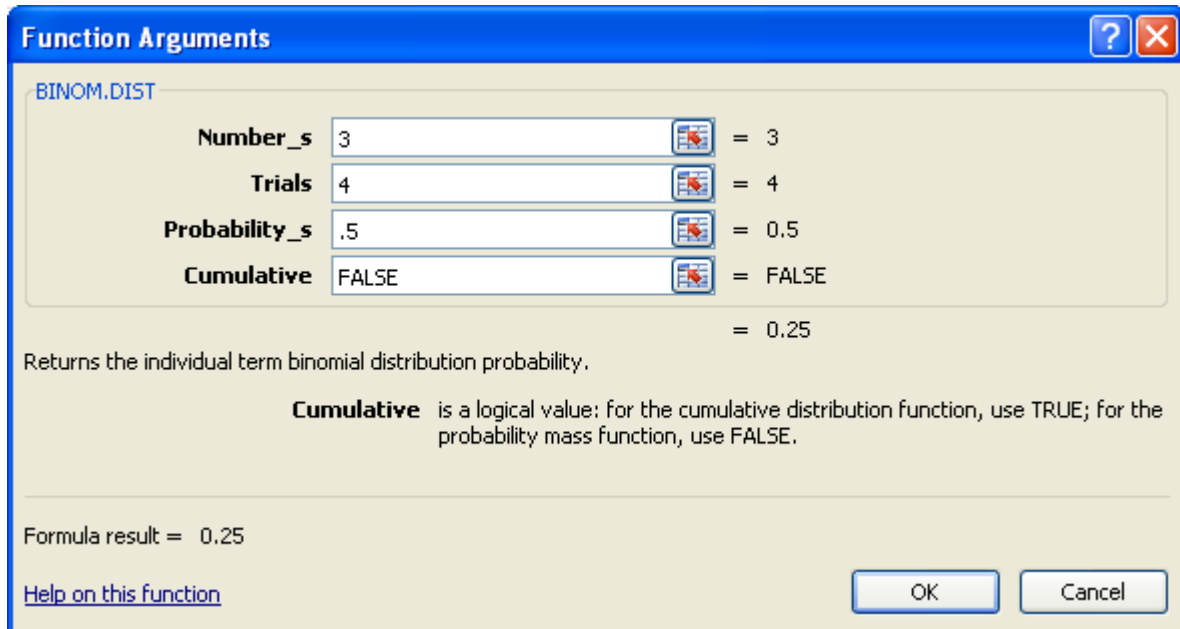 Function Arguments
BINOM.DIST
Number_s 3 = 3
Trials 4 = 4
Probability_s .5 = 0.5
Cumulative FALSE = FALSE
= 0.25
Returns the individual term binomial distribution probability.
Cumulative is a logical value: for the cumulative distribution function, use TRUE; for the
probability mass function, use FALSE.
Formula result = 0.25
Help on this function OK Cancel